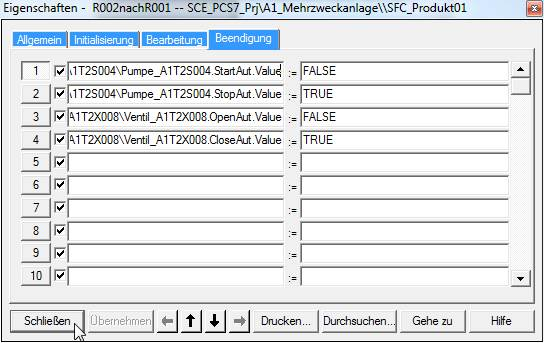 Eigenschaften - R002nachR001 -- SCE_PCS7_Prj\A1_Mehrzweckanlage\\SFC_Produkt01
Allgemein Initialisierung Bearbeitung Beendigung
1 \1T2S004\Pumpe_A1T2S004.StartAut.Value := FALSE
2 \1T2S004\Pumpe_A1T2S004.StopAut.Value := TRUE
3 A1T2X008\Ventil_A1T2X008.OpenAut.Value := FALSE
4 A1T2X008\Ventil_A1T2X008.CloseAut.Value := TRUE
5 :=
6 :=
7 :=
8 :=
9 :=
10 :=
Schließen Übernehmen Drucken... Durchsuchen... Gehe zu Hilfe